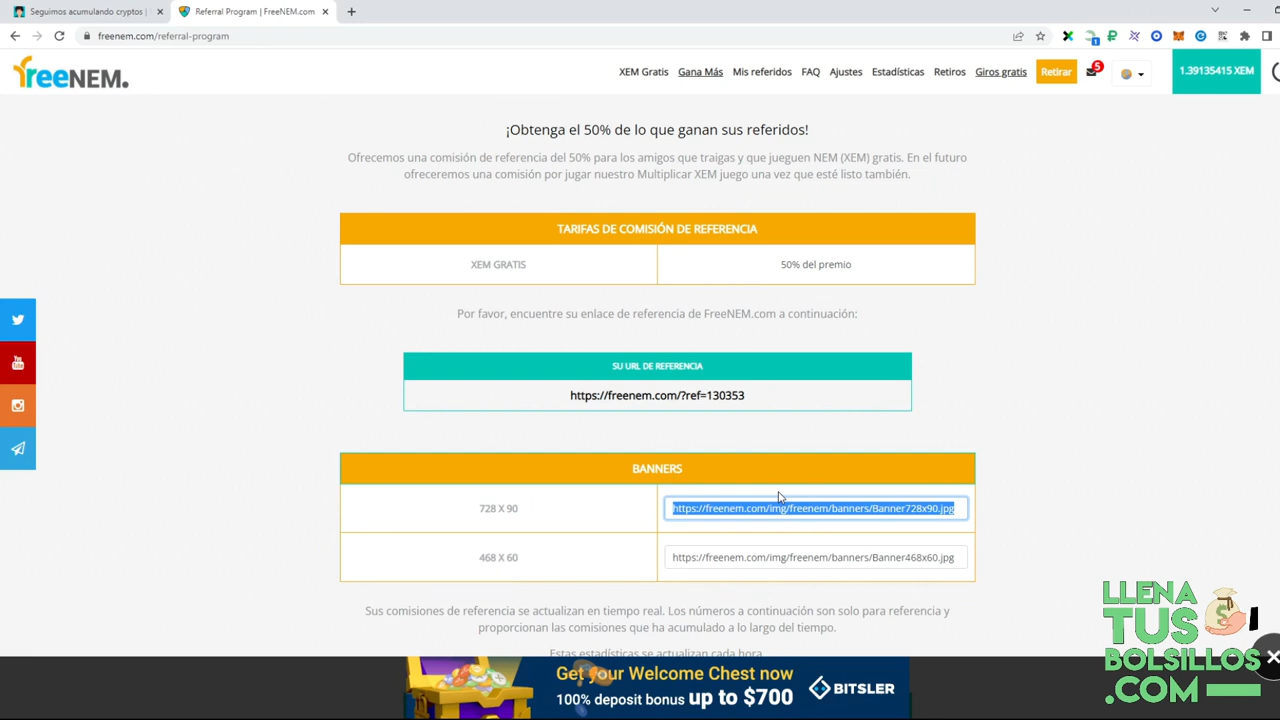 Seguimos acumulando cryptos |
Referral Program | FreeNEM.com
freenem.com/referral-program
freeNEM.
XEM Gratis
Gana Más
Mis referidos
FAQ
Ajustes
Estadísticas
Retiros
Giros gratis
Retirar
5
1.39135415 XEM
¡Obtenga el 50% de lo que ganan sus referidos!
Ofrecemos una comisión de referencia del 50% para los amigos que traigas y que jueguen NEM (XEM) gratis. En el futuro
ofreceremos una comisión por jugar nuestro Multiplicar XEM juego una vez que esté listo también.
TARIFAS DE COMISIÓN DE REFERENCIA
XEM GRATIS
50% del premio
Por favor, encuentre su enlace de referencia de FreeNEM.com a continuación:
SU URL DE REFERENCIA
https://freenem.com/?ref=130353
BANNERS
728 X 90
https://freenem.com/img/freenem/banners/Banner728x90.jpg
468 X 60
https://freenem.com/img/freenem/banners/Banner468x60.jpg
Sus comisiones de referencia se actualizan en tiempo real. Los números a continuación son solo para referencia y
proporcionan las comisiones que ha acumulado a lo largo del tiempo.
Estas estadísticas se actualizan cada hora
Get your Welcome Chest now
100% deposit bonus up to $700
BITSLER
LLENA
TUS
BOLSILLOS
.COM